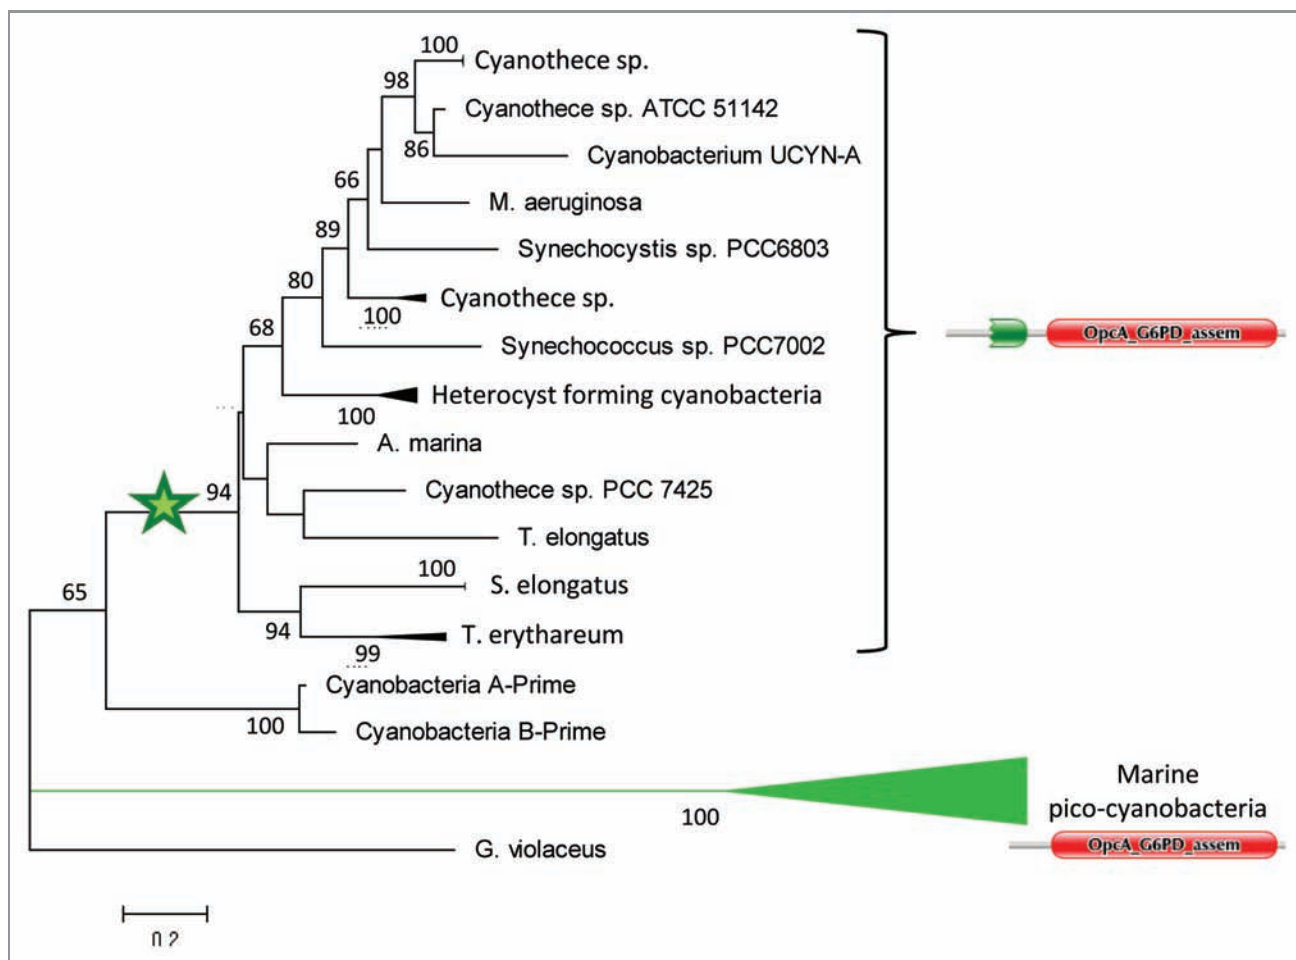 100
Cyanothece sp.
98
Cyanothece sp. ATCC 51142
86
Cyanobacterium UCYN-A
66
M. aeruginosa
89
Synechocystis sp. PCC6803
80
Cyanothece sp.
100
68
Synechococcus sp. PCC7002
OpcA_G6PD_assem
Heterocyst forming cyanobacteria
100
A. marina
94
Cyanothece sp. PCC 7425
T. elongatus
100
S. elongatus
65
94
T. erythareum
99
Cyanobacteria A-Prime
100
Cyanobacteria B-Prime
Marine
pico-cyanobacteria
100
OpcA_G6PD_assem
G. violaceus
0.2